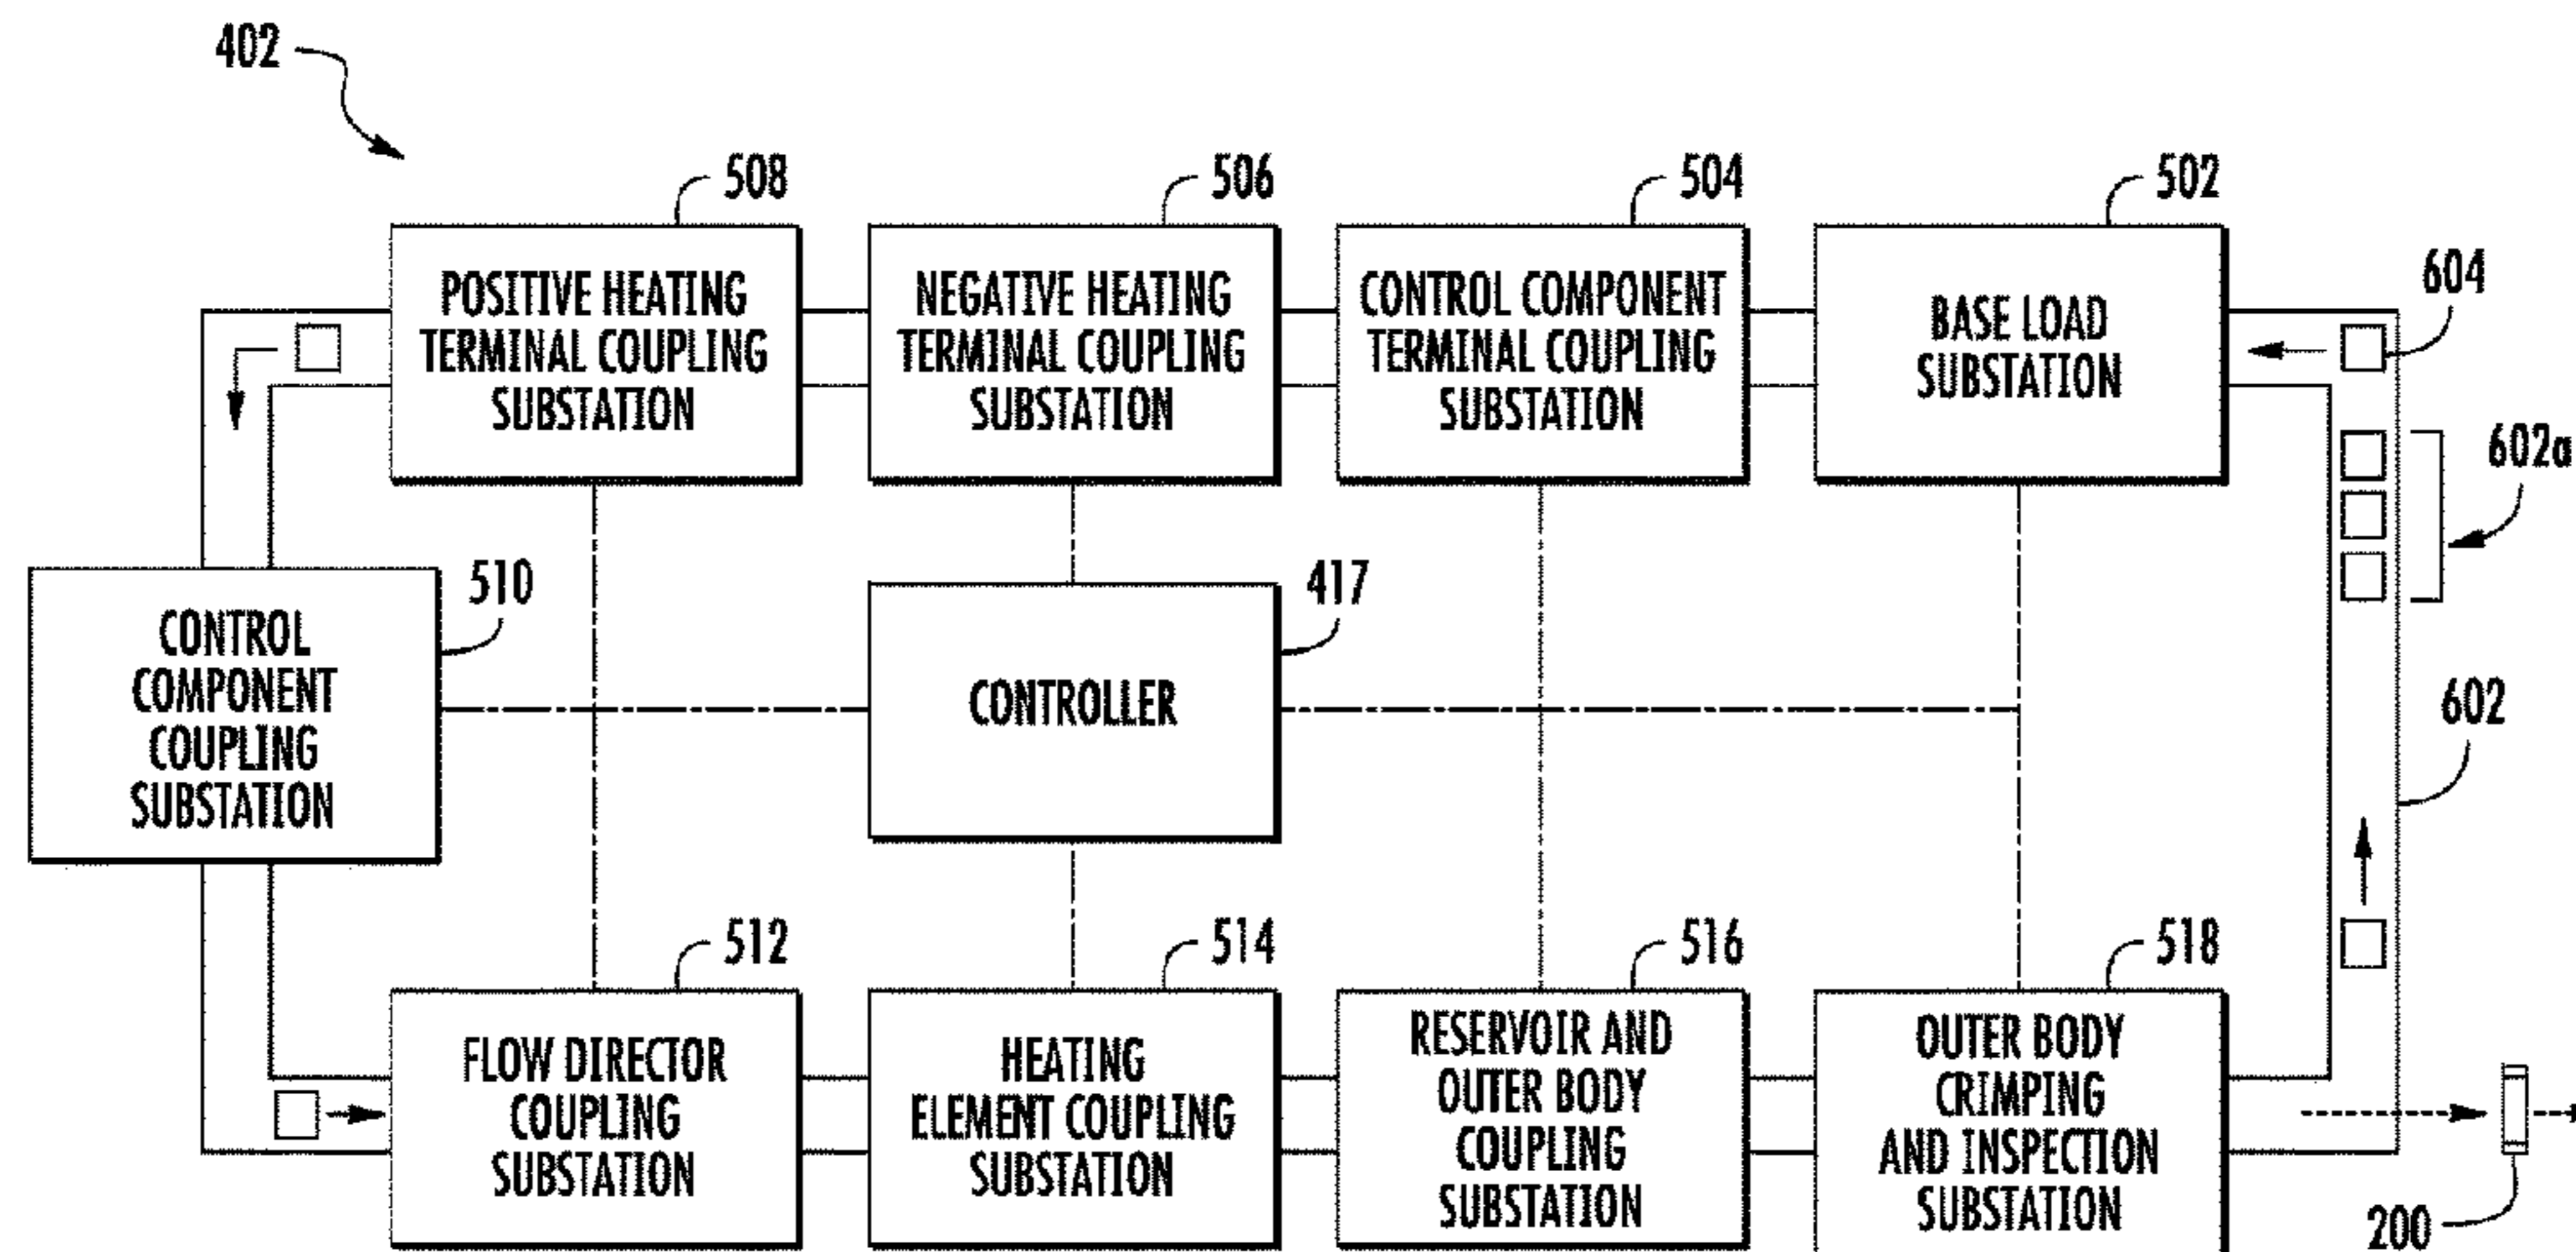 402
508
506
504
502
POSITIVE HEATING
TERMINAL COUPLING
SUBSTATION
NEGATIVE HEATING
TERMINAL COUPLING
SUBSTATION
CONTROL COMPONENT
TERMINAL COUPLING
SUBSTATION
BASE LOAD
SUBSTATION
604
602a
510
CONTROL
COMPONENT
COUPLING
SUBSTATION
417
CONTROLLER
602
512
514
516
518
FLOW DIRECTOR
COUPLING
SUBSTATION
HEATING
ELEMENT COUPLING
SUBSTATION
RESERVOIR AND
OUTER BODY
COUPLING
SUBSTATION
OUTER BODY
CRIMPING
AND INSPECTION
SUBSTATION
200